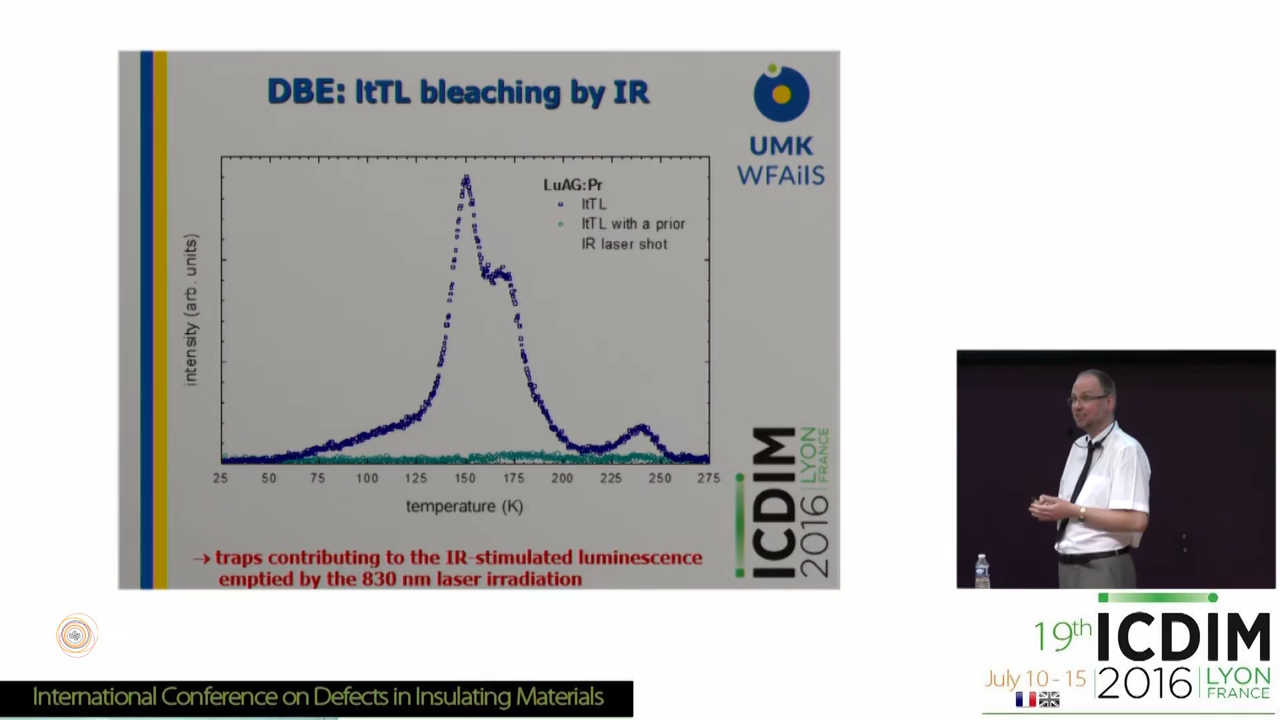 DBE: ltTL bleaching by IR
UMK
WFAiIS
LuAG:Pr
ltTL
ltTL with a prior
IR laser shot
intensity (arb. units)
25 50 75 100 125 150 175 200 225 250 275
temperature (K)
→ traps contributing to the IR-stimulated luminescence
emptied by the 830 nm laser irradiation
ICDIM
2016 LYON
FRANCE
19th ICDIM
July 10 - 15 2016 LYON
FRANCE
International Conference on Defects in Insulating Materials